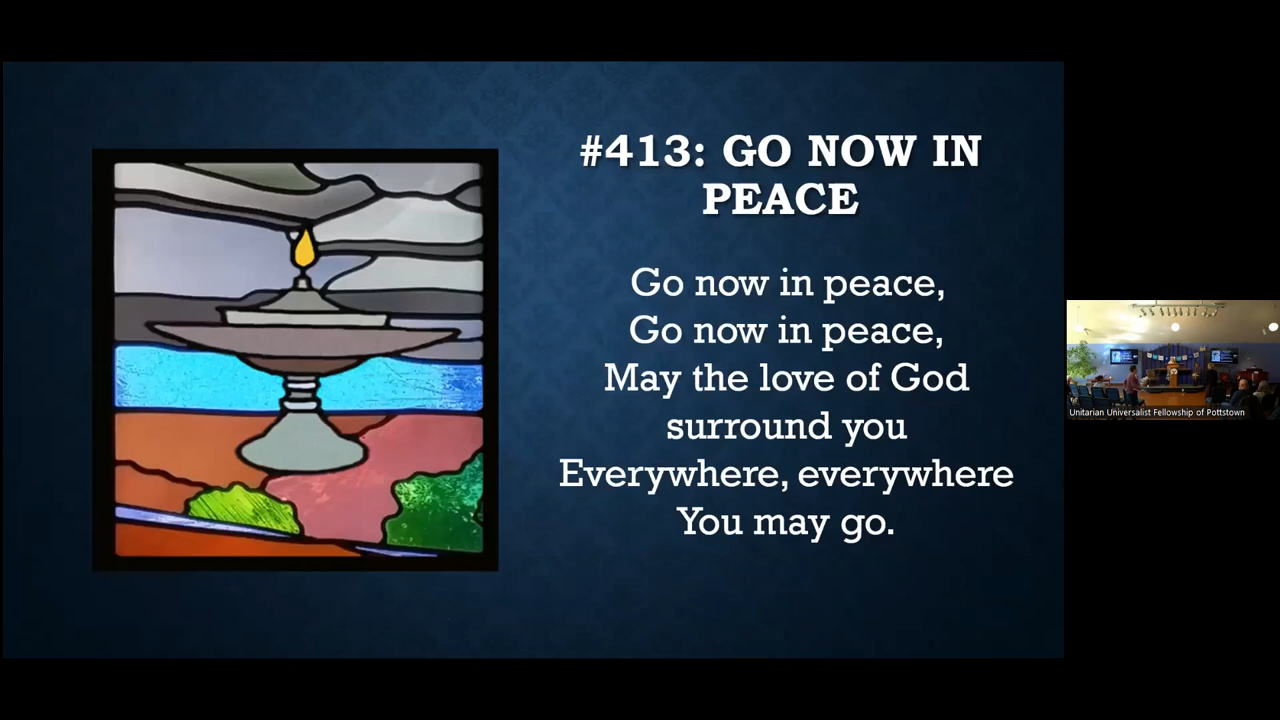 #413: GO NOW IN
PEACE
Go now in peace,
Go now in peace,
May the love of God
surround you
Everywhere, everywhere
You may go.
Unitarian Universalist Fellowship of Pottstown